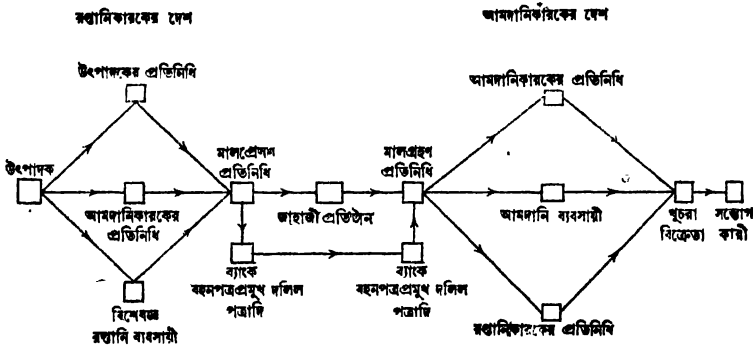 রপ্তানিকারকের দেশ
আমদানিকারকের দেশ
উৎপাদকের প্রতিনিধি
আমদানিকারকের প্রতিনিধি
উৎপাদক
মালপ্রেরণ
প্রতিনিধি
মালগ্রহণ
প্রতিনিধি
আমদানিকারকের
প্রতিনিধি
জাহাজী প্রতিষ্ঠান
আমদানি ব্যবসায়ী
খুচরা
বিক্রেতা
সম্ভোগ
কারী
ব্যাংক
বহনপত্রপ্রমুখ দলিল
পত্রাদি
ব্যাংক
বহনপত্রপ্রমুখ দলিল
পত্রাদি
বিশেষজ্ঞ
রপ্তানি ব্যবসায়ী
রপ্তানিকারকের প্রতিনিধি